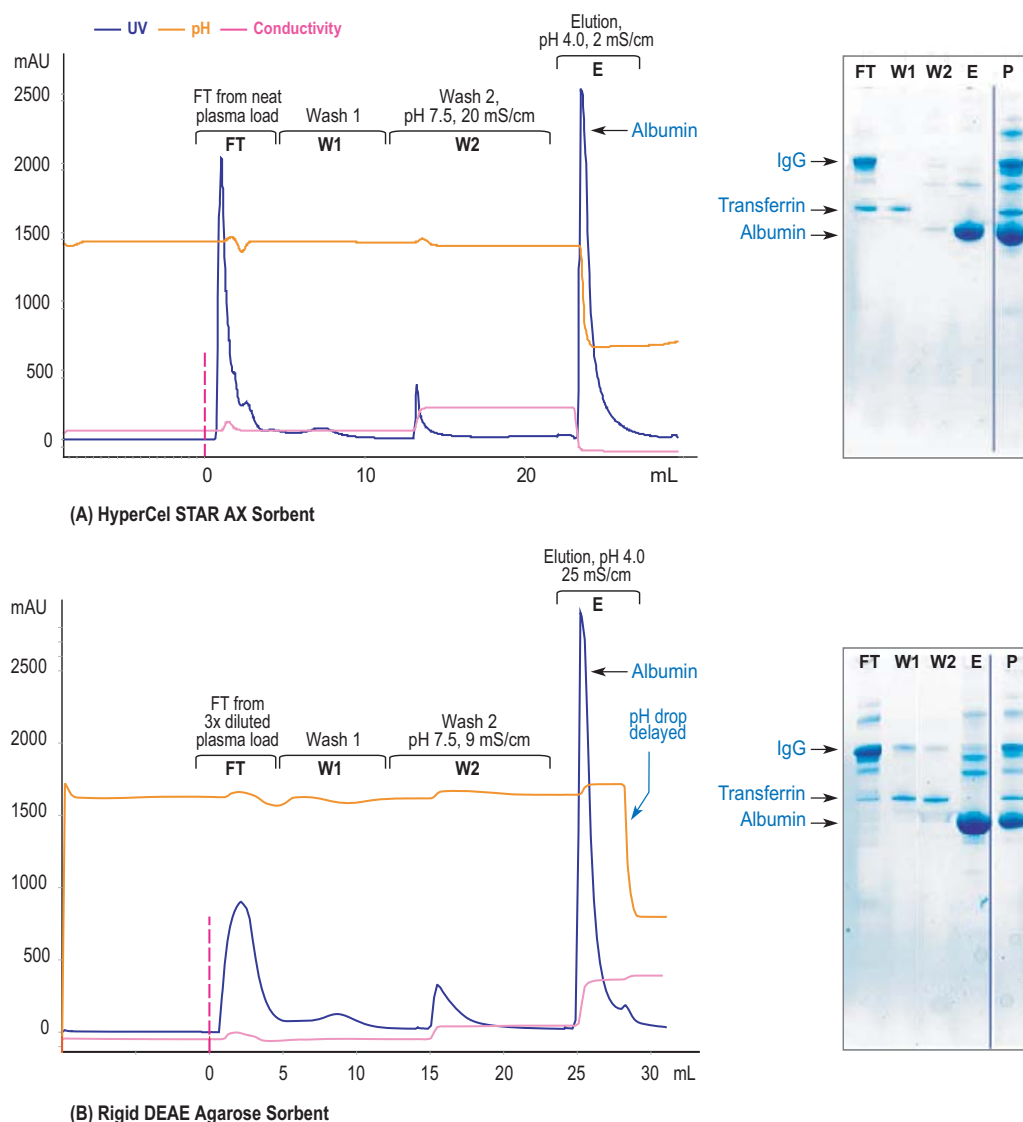 UV pH Conductivity
Elution,
pH 4.0, 2 mS/cm
E
mAU
2500
2000
1500
1000
500
0
FT from neat
plasma load
FT
Wash 1
W1
Wash 2,
pH 7.5, 20 mS/cm
W2
Albumin
0 10 20 mL
FT W1 W2 E P
IgG
Transferrin
Albumin
(A) HyperCel STAR AX Sorbent
Elution, pH 4.0
25 mS/cm
E
mAU
2500
2500
2000
1500
1000
500
0
FT from
3x diluted
plasma load
FT
Wash 1
W1
Wash 2
pH 7.5, 9 mS/cm
W2
Albumin
pH drop
delayed
0 5 10 15 20 25 30 mL
FT W1 W2 E P
IgG
Transferrin
Albumin
(B) Rigid DEAE Agarose Sorbent